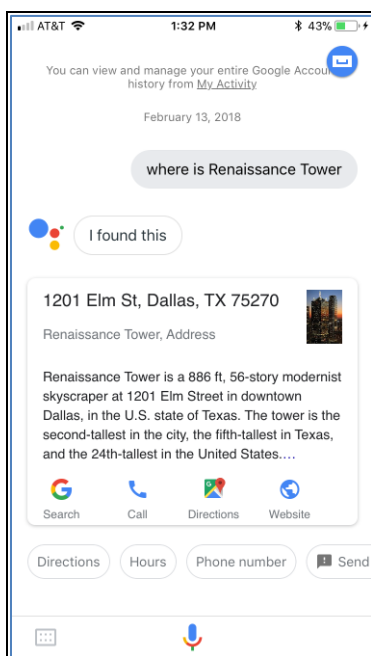 AT&T 1:32 PM 43%
You can view and manage your entire Google Accou
history from My Activity
February 13, 2018
where is Renaissance Tower
I found this
1201 Elm St, Dallas, TX 75270
Renaissance Tower, Address
Renaissance Tower is a 886 ft, 56-story modernist
skyscraper at 1201 Elm Street in downtown
Dallas, in the U.S. state of Texas. The tower is the
second-tallest in the city, the fifth-tallest in Texas,
and the 24th-tallest in the United States....
Search Call Directions Website
Directions Hours Phone number Send